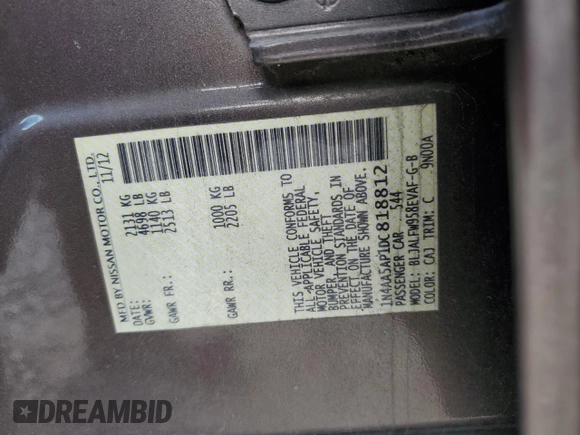 MFD BY NISSAN MOTOR CO., LTD.
DATE: 11/12
GVWR: 2131 KG
4698 LB
GAWR FR.: 1140 KG
2513 LB
GAWR RR.: 1000 KG
2205 LB
THIS VEHICLE CONFORMS TO
ALL APPLICABLE FEDERAL
MOTOR VEHICLE SAFETY,
BUMPER, AND THEFT
PREVENTION STANDARDS IN
EFFECT ON THE DATE OF
MANUFACTURE SHOWN ABOVE.
1N4AA5AP1DC818812
PASSENGER CAR 544
MODEL: BLJALFW958EVAF-G-B
COLOR: CAJ TRIM: C 9N00A
DREAMBID